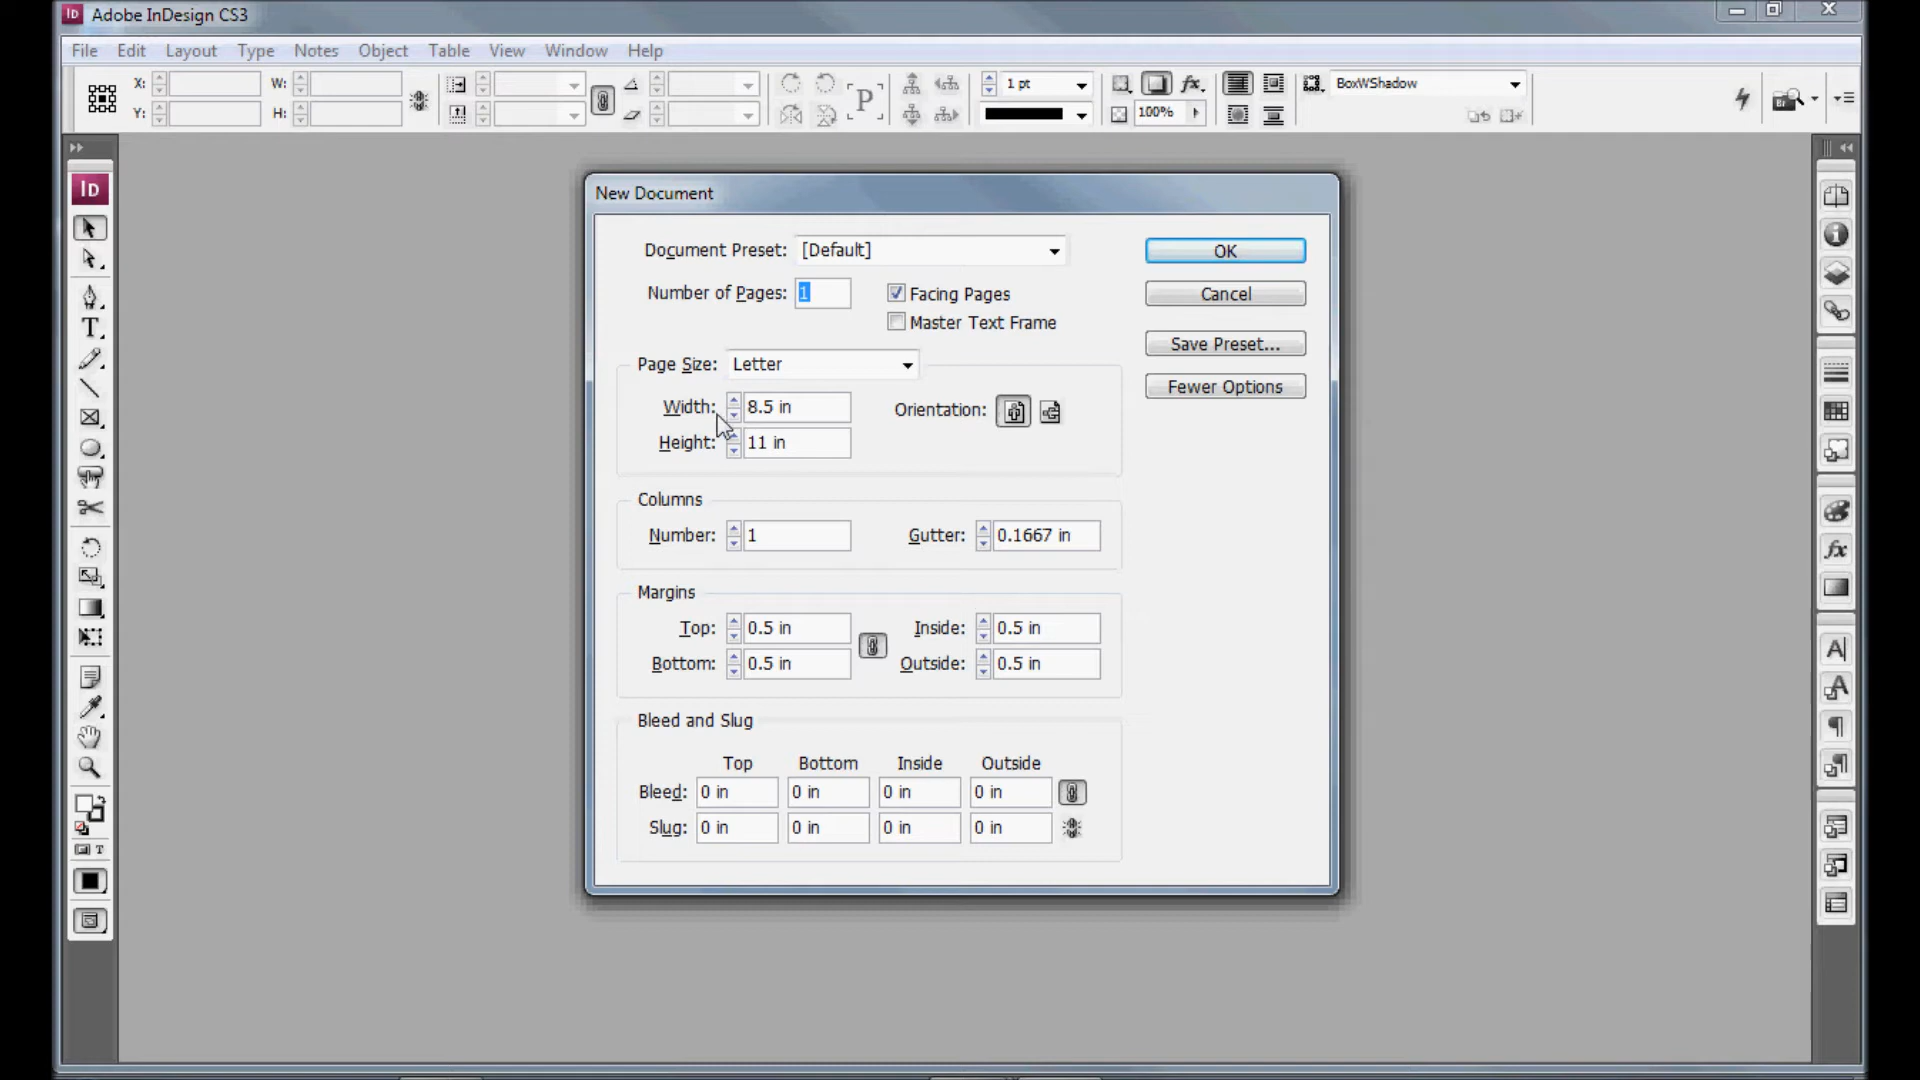 Id Adobe InDesign CS3
File Edit Layout Type Notes Object Table View Window Help
X: W: 1 pt fx BoxWShadow
Y: H: P 100% Br
Id
New Document
Document Preset: [Default] OK
Number of Pages: 1 Facing Pages Cancel
Master Text Frame
Save Preset...
Page Size: Letter
Fewer Options
Width: 8.5 in Orientation:
Height: 11 in
Columns
Number: 1 Gutter: 0.1667 in
Margins
Top: 0.5 in Inside: 0.5 in
Bottom: 0.5 in Outside: 0.5 in
Bleed and Slug
Top Bottom Inside Outside
Bleed: 0 in 0 in 0 in 0 in
Slug: 0 in 0 in 0 in 0 in